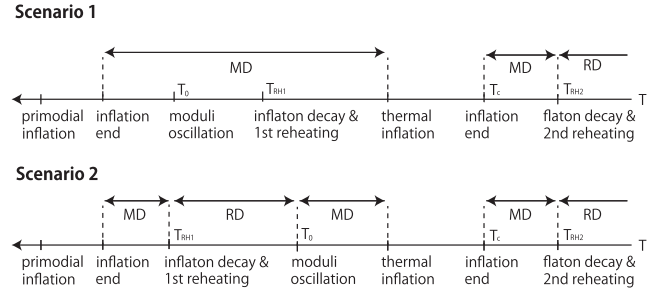 Scenario 1
MD
MD
RD
T₀
TRH1
Tc
TRH2
T
primodial
inflation
inflation
end
moduli
oscillation
inflaton decay &
1st reheating
thermal
inflation
inflation
end
flaton decay &
2nd reheating
Scenario 2
MD
RD
MD
MD
RD
TRH1
T₀
Tc
TRH2
T
primodial
inflation
inflation
end
inflaton decay &
1st reheating
moduli
oscillation
thermal
inflation
inflation
end
flaton decay &
2nd reheating